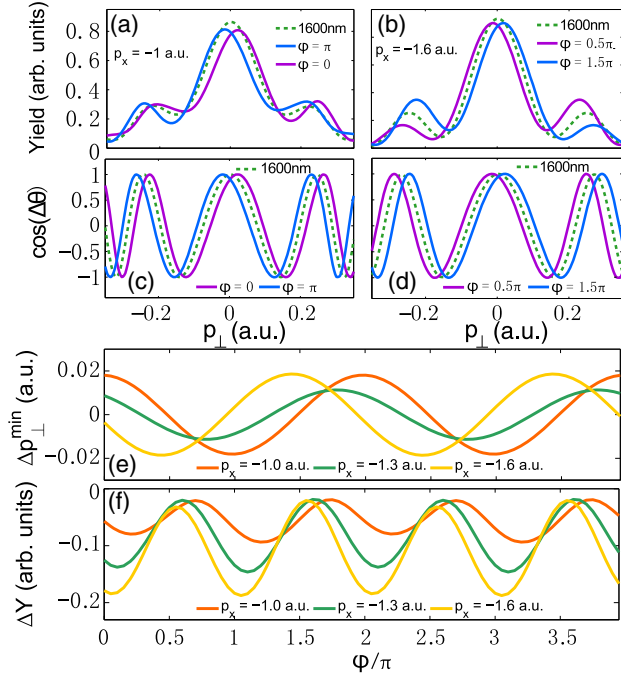 (a)
1600nm
p_x = −1 a.u.
φ = π
φ = 0
(b)
1600nm
p_x = −1.6 a.u.
φ = 0.5π
φ = 1.5π
Yield (arb. units)
0.8
0.6
0.4
0.2
0
1600nm
1600nm
cos(Δθ)
1
0.5
0
−0.5
−1
(c)
φ = 0
φ = π
(d)
φ = 0.5π
φ = 1.5π
−0.2
0
0.2
−0.2
0
0.2
p_⊥ (a.u.)
p_⊥ (a.u.)
Δp_⊥^min (a.u.)
0.02
0
−0.02
(e)
p_x = −1.0 a.u.
p_x = −1.3 a.u.
p_x = −1.6 a.u.
ΔY (arb. units)
0
−0.1
−0.2
(f)
p_x = −1.0 a.u.
p_x = −1.3 a.u.
p_x = −1.6 a.u.
0
0.5
1
1.5
2
2.5
3
3.5
φ/π